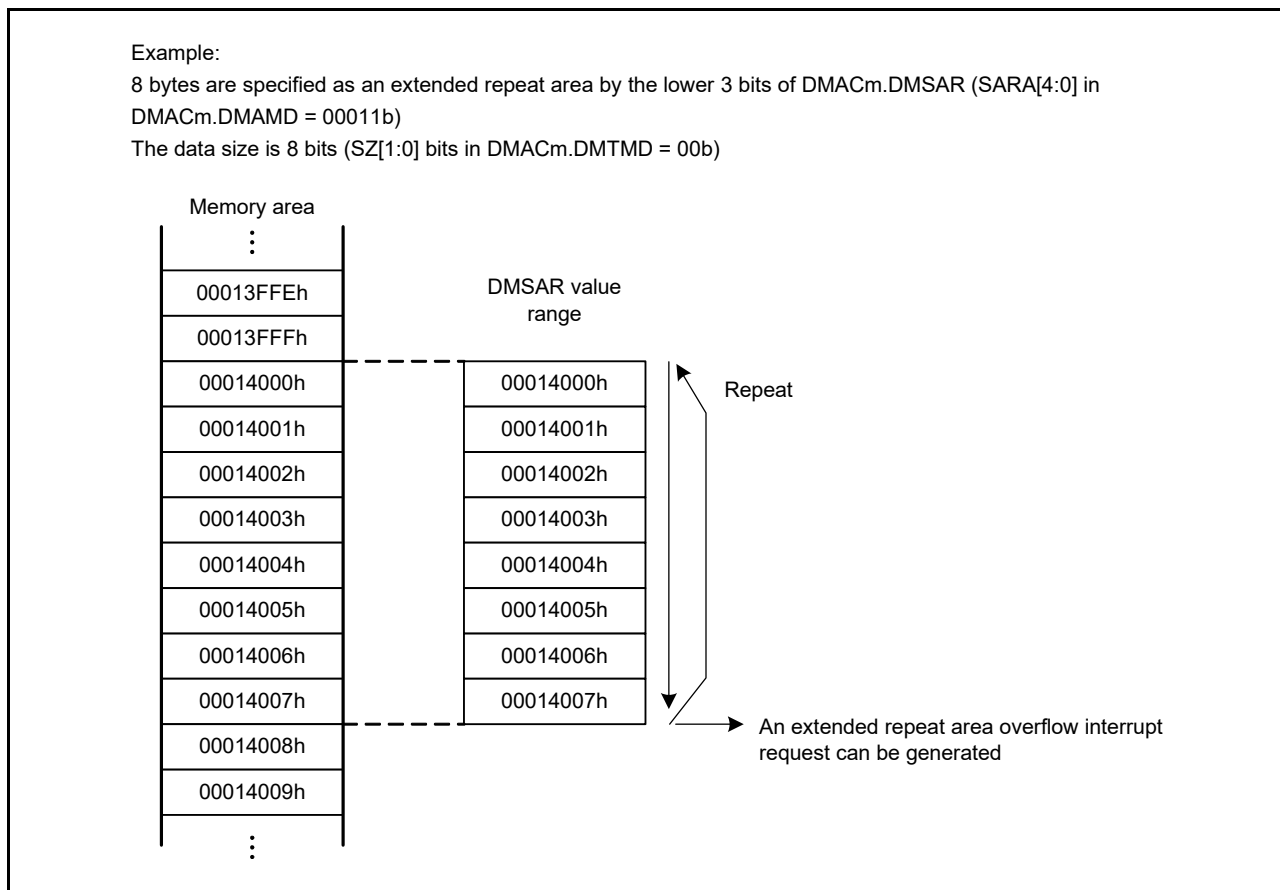 Example:
8 bytes are specified as an extended repeat area by the lower 3 bits of DMACm.DMSAR (SARA[4:0] in
DMACm.DMAMD = 00011b)
The data size is 8 bits (SZ[1:0] bits in DMACm.DMTMD = 00b)
Memory area
00013FFEh
00013FFFh
00014000h
00014001h
00014002h
00014003h
00014004h
00014005h
00014006h
00014007h
00014008h
00014009h
DMSAR value
range
00014000h
00014001h
00014002h
00014003h
00014004h
00014005h
00014006h
00014007h
Repeat
An extended repeat area overflow interrupt
request can be generated